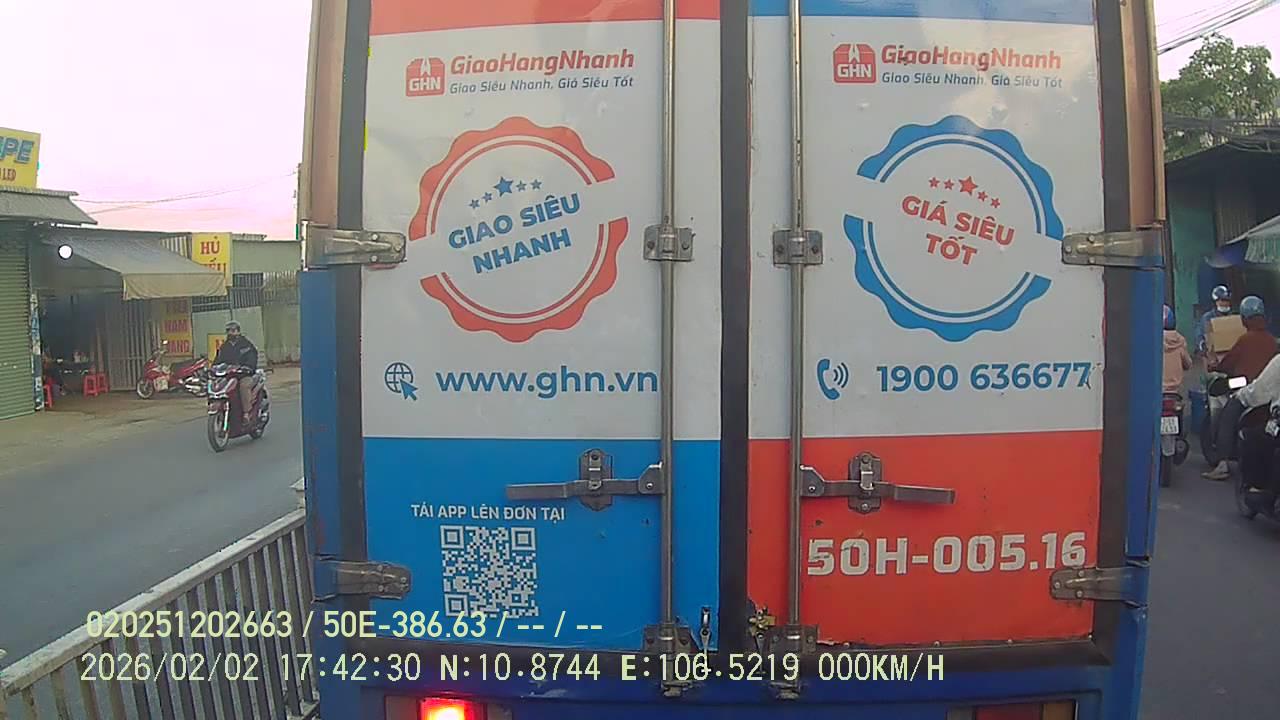 GHN GiaoHangNhanh
Giao Siêu Nhanh, Giá Siêu Tốt
GHN GiaoHangNhanh
Giao Siêu Nhanh, Giá Siêu Tốt
GIAO SIÊU
NHANH
GIÁ SIÊU
TỐT
www.ghn.vn
1900 636677
TẢI APP LÊN ĐƠN TẠI
50H-005.16
HỦ
NAM
020251202663 / 50E-386.63 / -- / --
2026/02/02 17:42:30 N:10.8744 E:106.5219 000KM/H